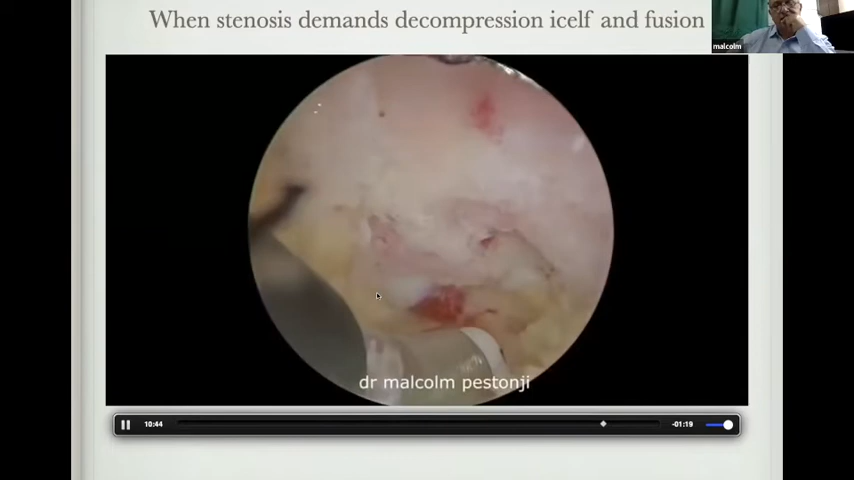 When stenosis demands decompression icelf and fusion
malcolm
dr malcolm pestonji
10:44
-01:19